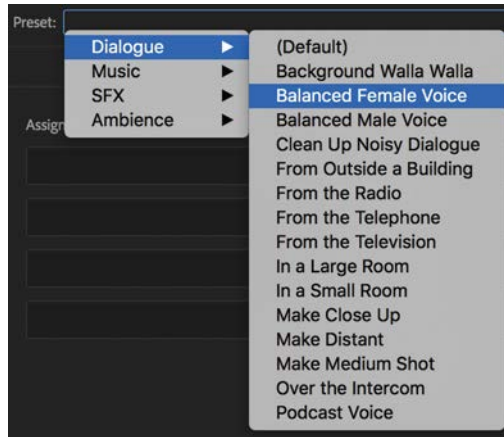 Preset:
Dialogue
Music
SFX
Ambience
Assign
(Default)
Background Walla Walla
Balanced Female Voice
Balanced Male Voice
Clean Up Noisy Dialogue
From Outside a Building
From the Radio
From the Telephone
From the Television
In a Large Room
In a Small Room
Make Close Up
Make Distant
Make Medium Shot
Over the Intercom
Podcast Voice